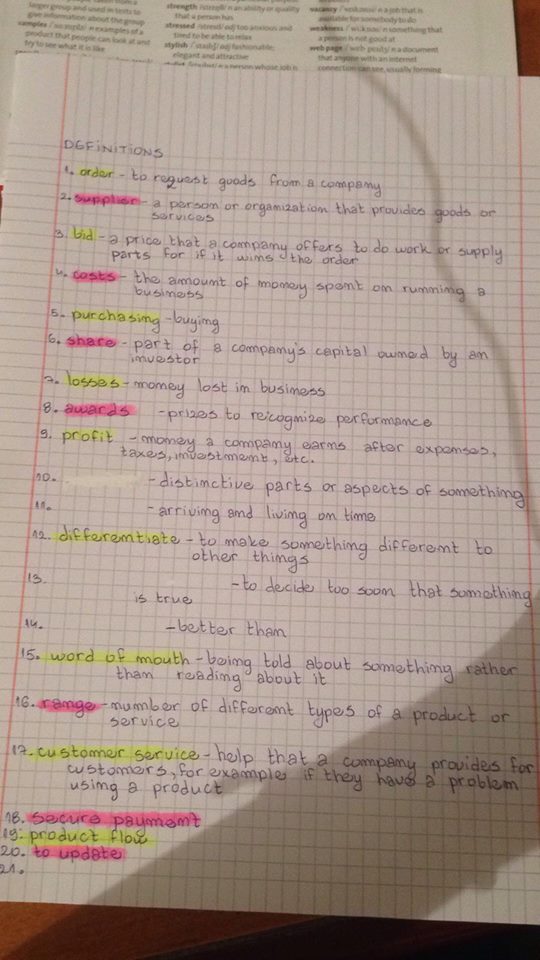 larger group and used in tests to
give information about the group
samples n examples of a
product that people can look at and
try to see what it is like
strength n an ability or quality
that a person has
stressed adj too anxious and
tired to be able to relax
stylish adj fashionable;
elegant and attractive
n a person whose job is
vacancy n a job that is
available for somebody to do
weakness n something that
a person is not good at
web page n a document
that anyone with an internet
connection can see, usually forming
DEFINITIONS
1. order - to request goods from a company
2. supplier - a person or organization that provides goods or
services
3. bid - a price that a company offers to do work or supply
parts for if it wins the order
4. costs - the amount of money spent on running a
business
5. purchasing - buying
6. share - part of a company's capital owned by an
investor
7. losses - money lost in business
8. awards - prizes to reicognize performance
9. profit - money a company earns after expenses,
taxes, investment, etc.
10. - distinctive parts or aspects of something
11. - arriving and living on time
12. differentiate - to make something different to
other things
13. - to decide too soon that something
is true
14. - better than
15. word of mouth - being told about something rather
than reading about it
16. range - number of different types of a product or
service
17. customer service - help that a company provides for
customers, for example if they have a problem
using a product
18. secure payment
19. product flow
20. to update
21.